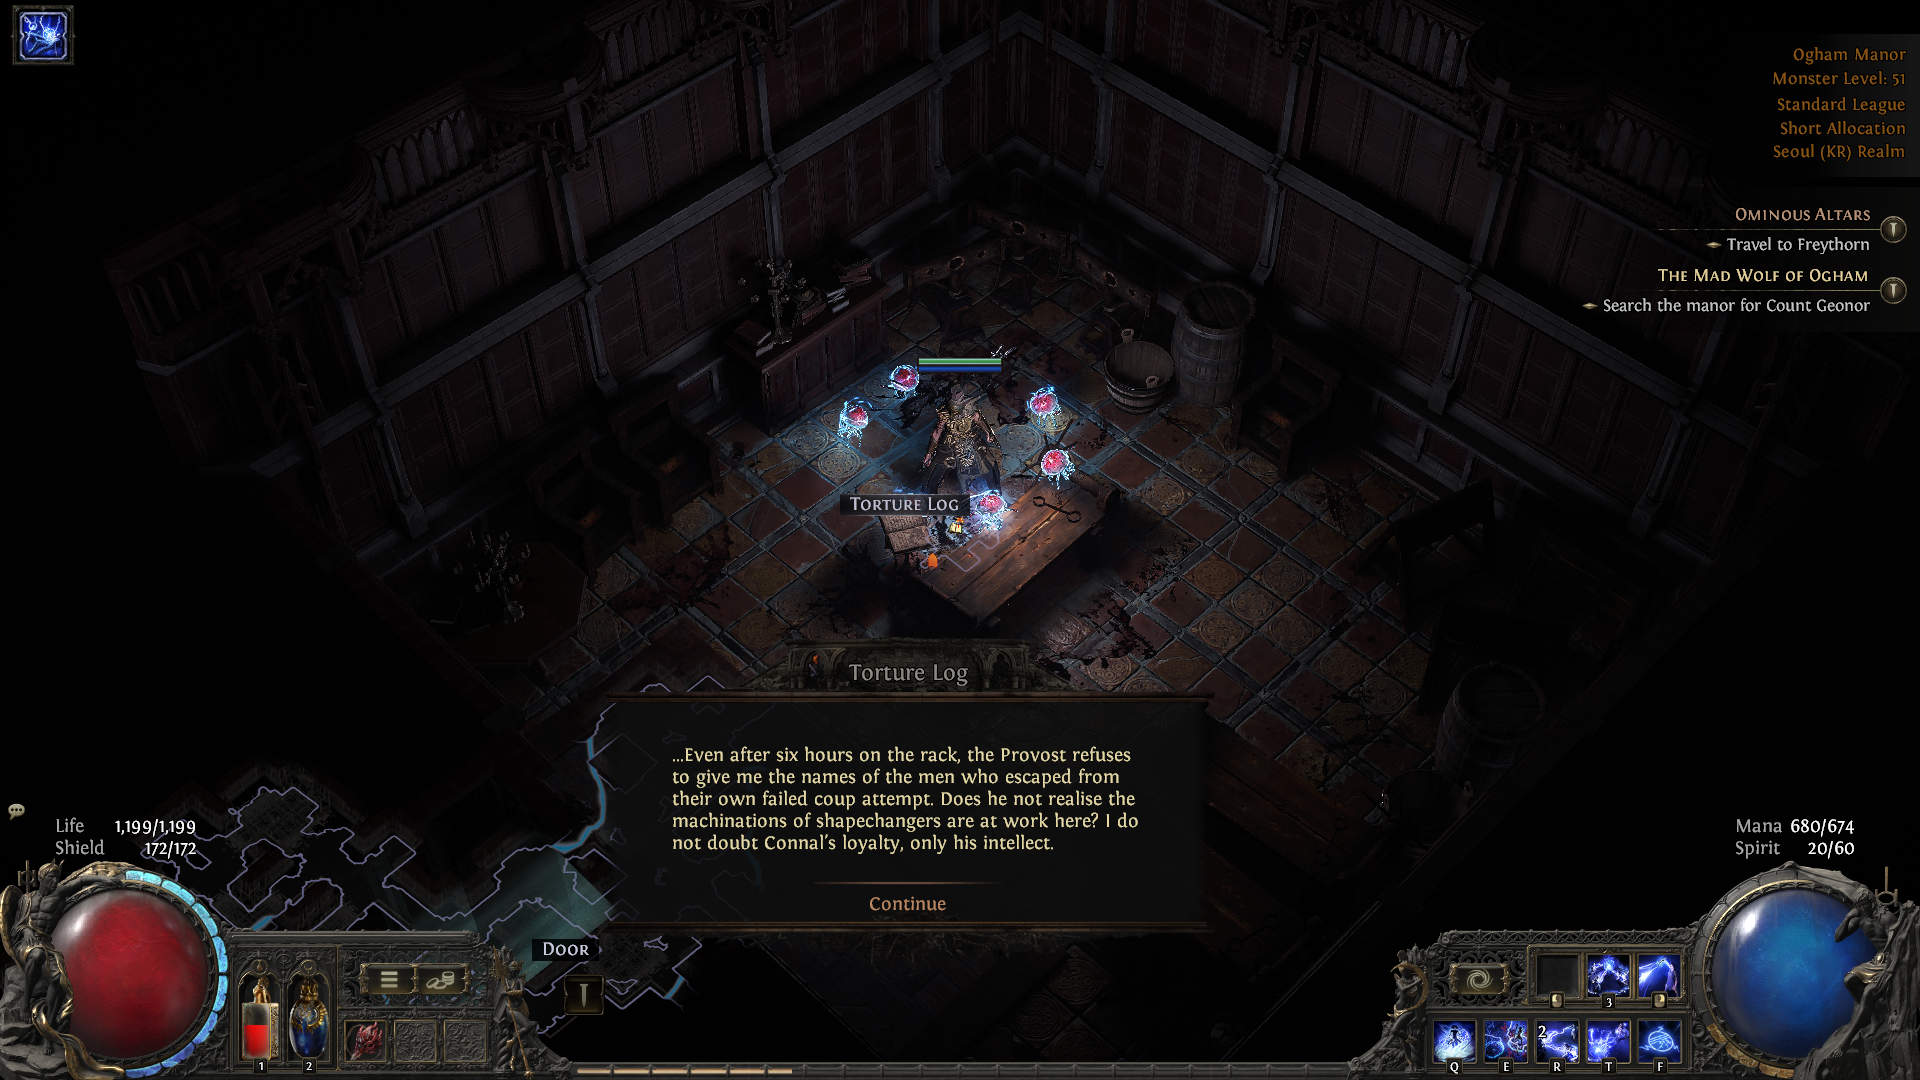 Ogham Manor
Monster Level: 51
Standard League
Short Allocation
Seoul (KR) Realm
Ominous Altars
Travel to Freythorn
The Mad Wolf of Ogham
Search the manor for Count Geonor
Torture Log
Torture Log
...Even after six hours on the rack, the Provost refuses
to give me the names of the men who escaped from
their own failed coup attempt. Does he not realise the
machinations of shapechangers are at work here? I do
not doubt Connal's loyalty, only his intellect.
Continue
Door
Life 1,199/1,199
Shield 172/172
Mana 680/674
Spirit 20/60
1 2
3
2
Q E R T F